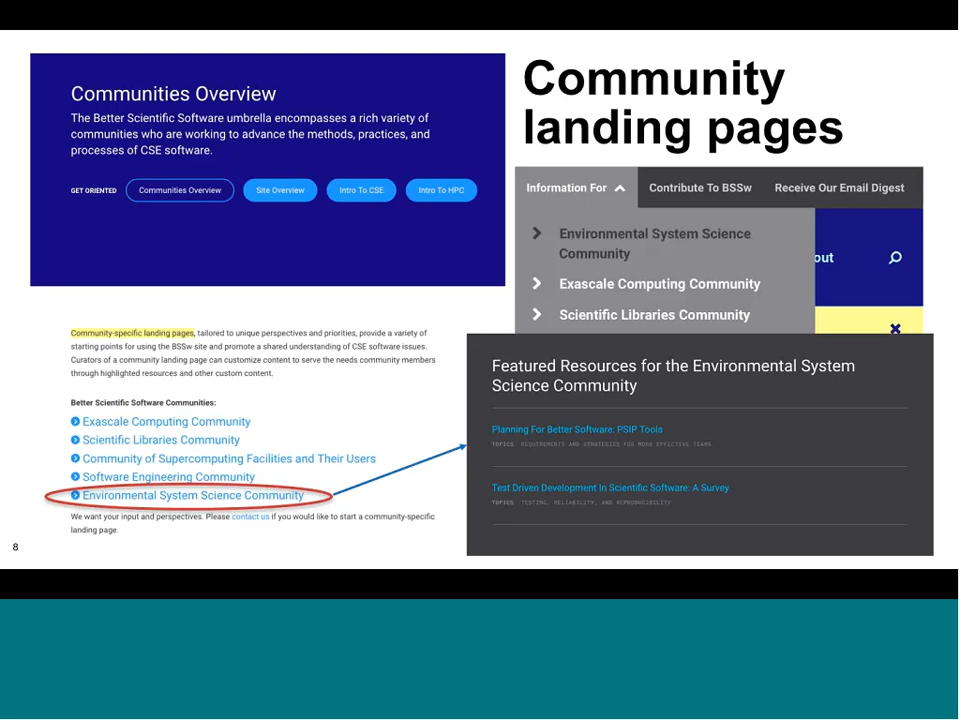 Community
landing pages
Communities Overview
The Better Scientific Software umbrella encompasses a rich variety of
communities who are working to advance the methods, practices, and
processes of CSE software.
GET ORIENTED Communities Overview Site Overview Intro To CSE Intro To HPC
Information For Contribute To BSSw Receive Our Email Digest
Environmental System Science
Community
Exascale Computing Community
Scientific Libraries Community
out
Community-specific landing pages, tailored to unique perspectives and priorities, provide a variety of
starting points for using the BSSw site and promote a shared understanding of CSE software issues.
Curators of a community landing page can customize content to serve the needs community members
through highlighted resources and other custom content.
Better Scientific Software Communities:
Exascale Computing Community
Scientific Libraries Community
Community of Supercomputing Facilities and Their Users
Software Engineering Community
Environmental System Science Community
We want your input and perspectives. Please contact us if you would like to start a community-specific
landing page.
Featured Resources for the Environmental System
Science Community
Planning For Better Software: PSIP Tools
TOPICS REQUIREMENTS AND STRATEGIES FOR MORE EFFECTIVE TEAMS
Test Driven Development In Scientific Software: A Survey
TOPICS TESTING, RELIABILITY, AND REPRODUCIBILITY
8